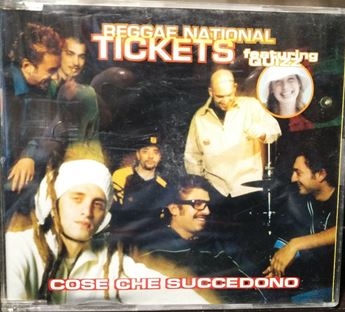 REGGAE NATIONAL
TICKETS
featuring
COSE CHE SUCCEDONO